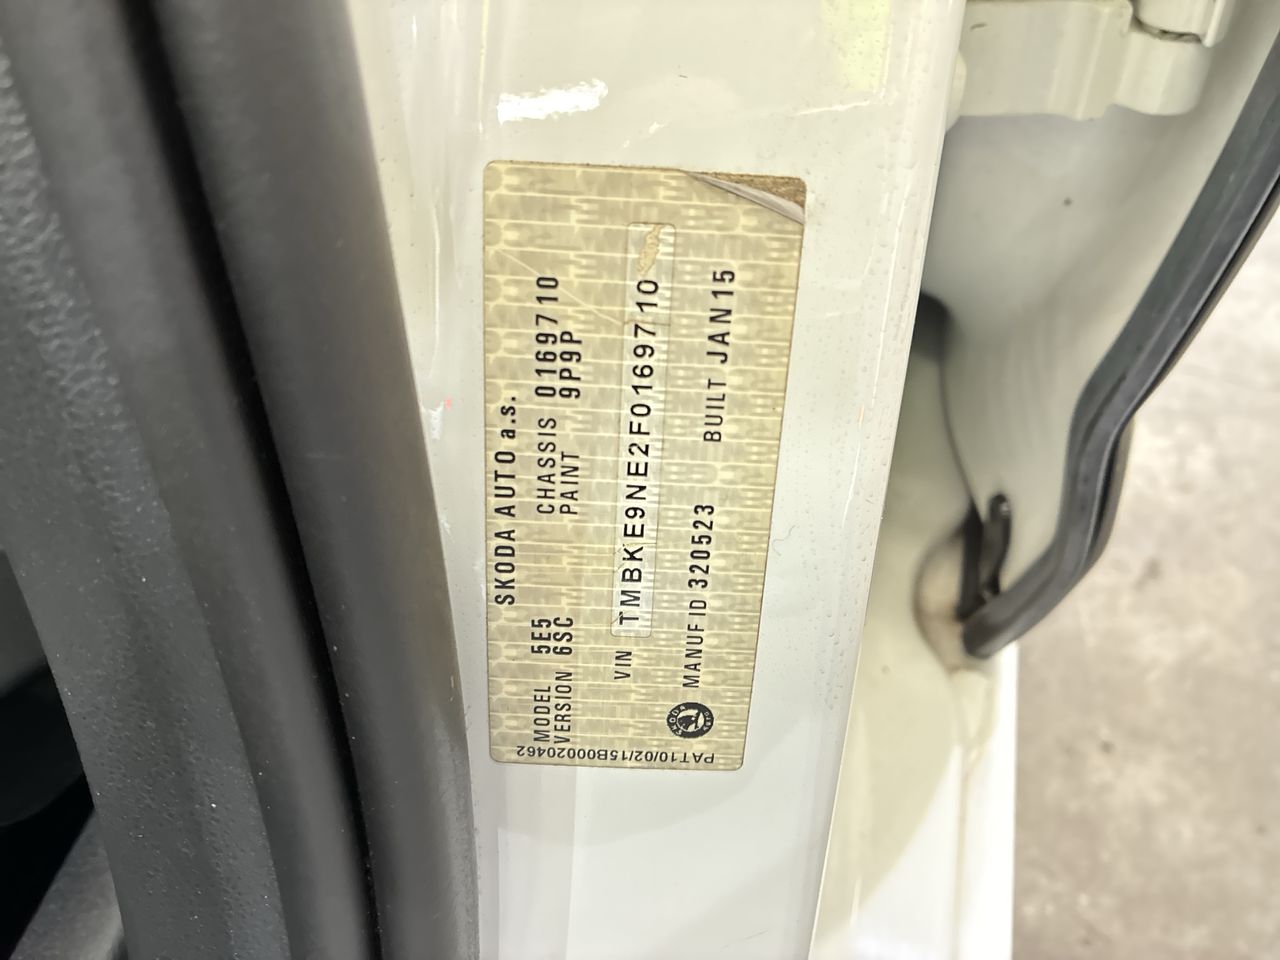 SKODA AUTO a.s.
MODEL 5E5 CHASSIS 0169710
VERSION 6SC PAINT 9P9P
VIN TMBKE9NE2F0169710
MANUF ID 320523 BUILT JAN15
SKODA
PAT10/02/15B00020462